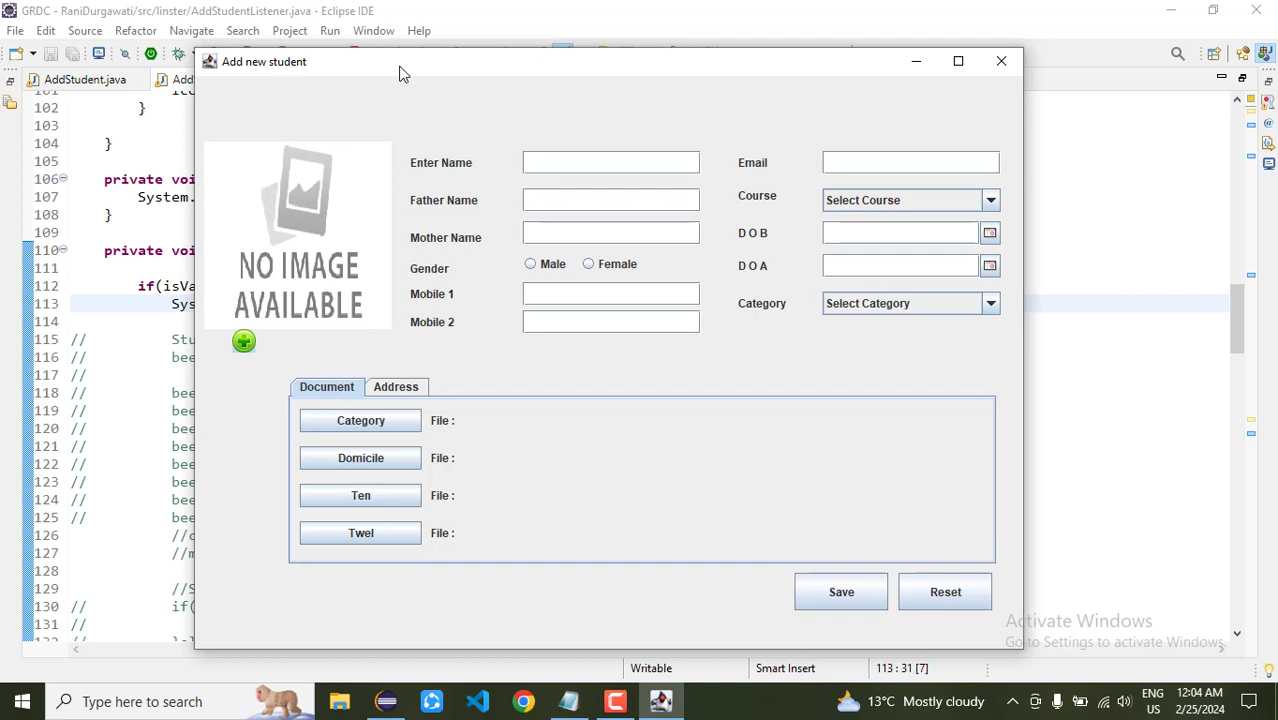 GRDC - RaniDurgawati/src/linster/AddStudentListener.java - Eclipse IDE
File Edit Source Refactor Navigate Search Project Run Window Help
AddStudent.java
Add
Add new student
102 }
103
104 }
105
106 private voi
107 System.
108 }
109
110 private voi
111
112 if(isVa
113 Sys
114
115 // Stu
116 // bee
117 //
118 // bee
119 // bee
120 // bee
121 // bee
122 // bee
123 // bee
124 // bee
125 // bee
126 //c
127 //m
128
129 //S
130 // if(
131 //
NO IMAGE
AVAILABLE
Enter Name
Father Name
Mother Name
Gender Male Female
Mobile 1
Mobile 2
Email
Course Select Course
D O B
D O A
Category Select Category
Document Address
Category File :
Domicile File :
Ten File :
Twel File :
Save Reset
Activate Windows
Go to Settings to activate Windows.
Writable Smart Insert 113 : 31 [7]
Type here to search
13°C Mostly cloudy
ENG
US
12:04 AM
2/25/2024